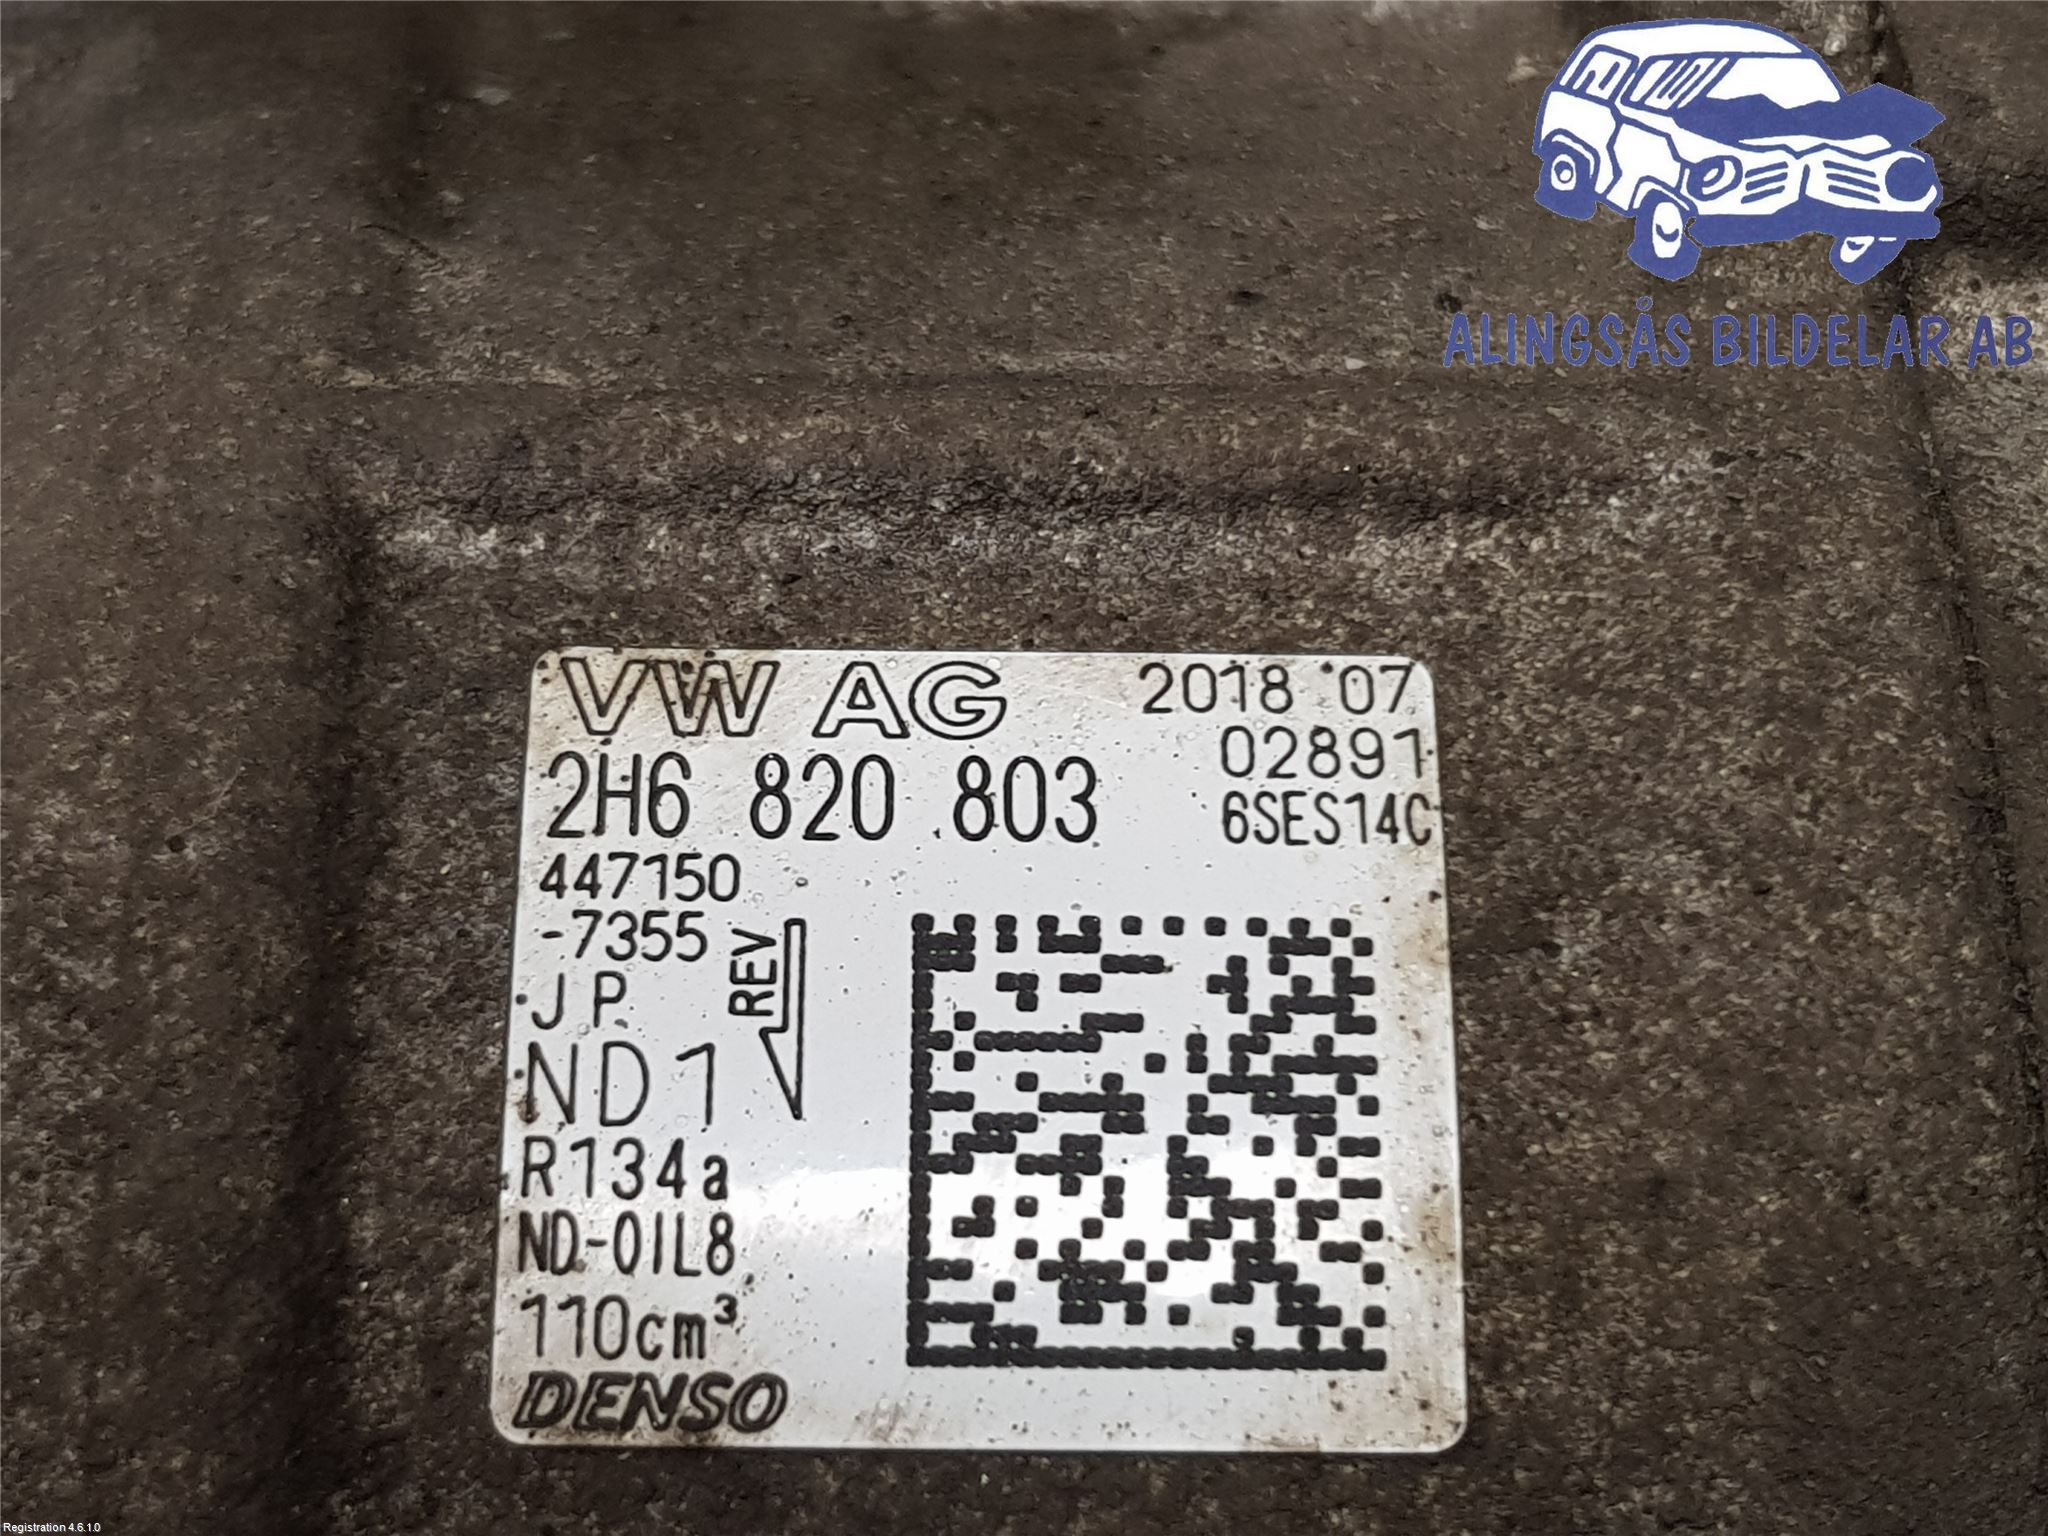 ALINGSÅS BILDELAR AB
VW AG 2018 07
02891
2H6 820 803 6SES14C
447150
-7355
REV
JP
ND1
R134a
ND-OIL8
110cm³
DENSO
Registration 4.6.1.0